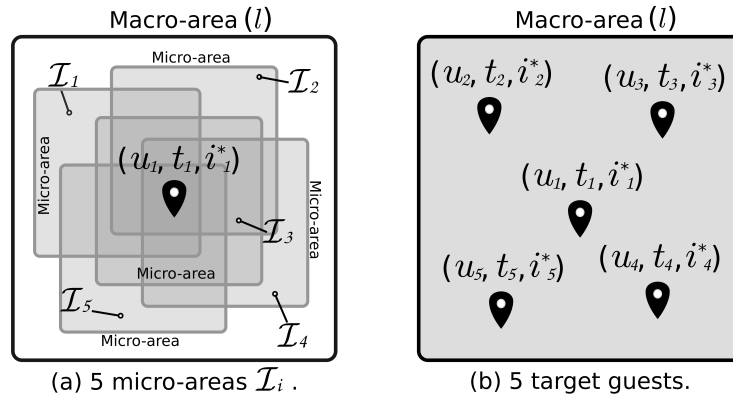 Macro-area (l)
Micro-area
I₁
I₂
Micro-area
(u₁, t₁, i*₁)
Micro-area
I₃
Micro-area
I₅
I₄
Micro-area
(a) 5 micro-areas Iᵢ .
Macro-area (l)
(u₂, t₂, i*₂)
(u₃, t₃, i*₃)
(u₁, t₁, i*₁)
(u₅, t₅, i*₅)
(u₄, t₄, i*₄)
(b) 5 target guests.